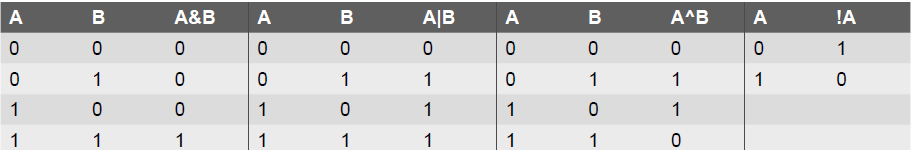 A B A&B A B A|B A B A^B A !A
0 0 0 0 0 0 0 0 0 0 1
0 1 0 0 1 1 0 1 1 1 0
1 0 0 1 0 1 1 0 1
1 1 1 1 1 1 1 1 0